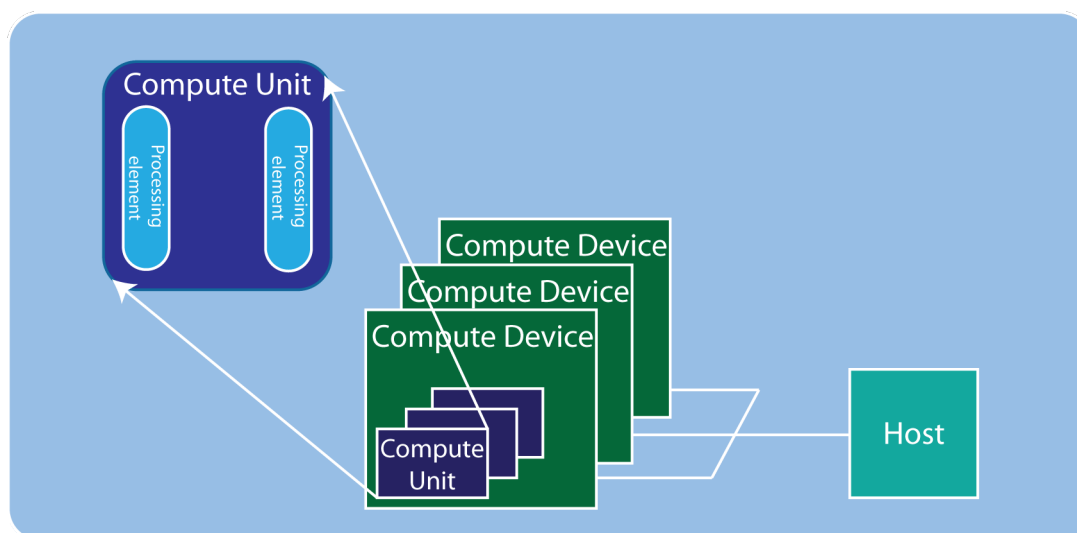 Compute Unit
Processing
element
Processing
element
Compute Device
Compute Device
Compute Device
Compute
Unit
Host